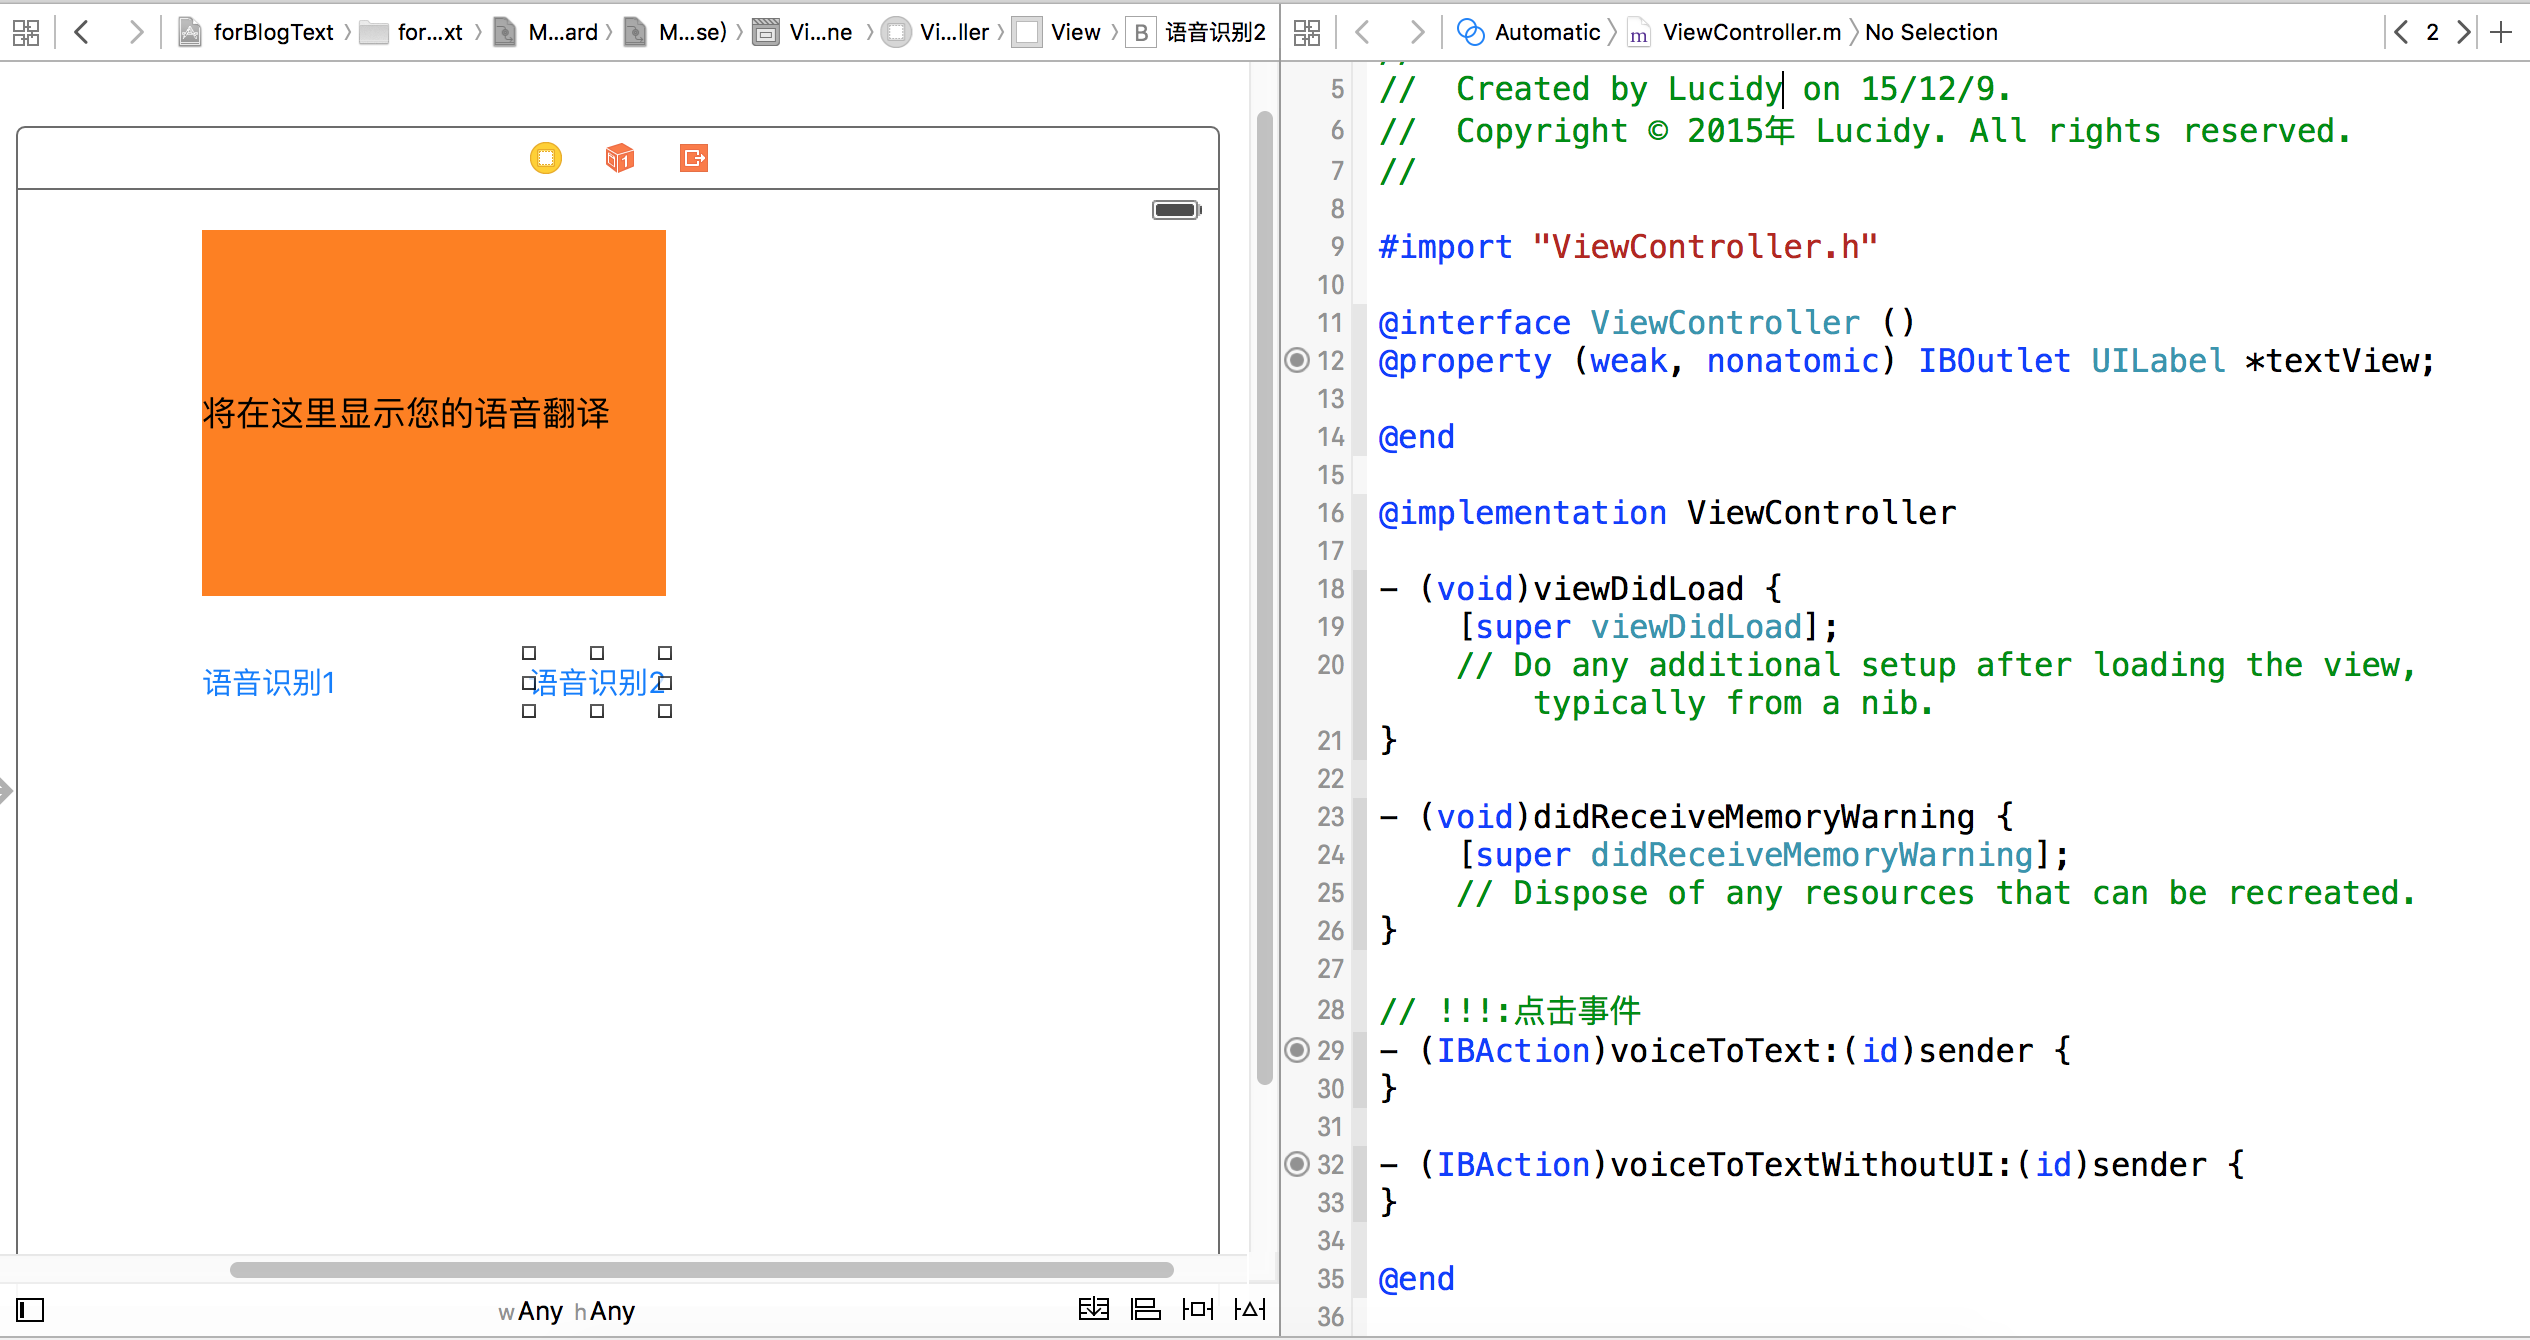 forBlogText
for...xt
M...ard
M...se)
Vi...ne
Vi...ller
View
B
语音识别2
将在这里显示您的语音翻译
语音识别1
语音识别2
wAny hAny
Automatic
m
ViewController.m
No Selection
2
5 //  Created by Lucidy on 15/12/9.
6 //  Copyright © 2015年 Lucidy. All rights reserved.
7 //
8
9 #import "ViewController.h"
10
11 @interface ViewController ()
12 @property (weak, nonatomic) IBOutlet UILabel *textView;
13
14 @end
15
16 @implementation ViewController
17
18 - (void)viewDidLoad {
19     [super viewDidLoad];
20     // Do any additional setup after loading the view,
typically from a nib.
21 }
22
23 - (void)didReceiveMemoryWarning {
24     [super didReceiveMemoryWarning];
25     // Dispose of any resources that can be recreated.
26 }
27
28 // !!!:点击事件
29 - (IBAction)voiceToText:(id)sender {
30 }
31
32 - (IBAction)voiceToTextWithoutUI:(id)sender {
33 }
34
35 @end
36